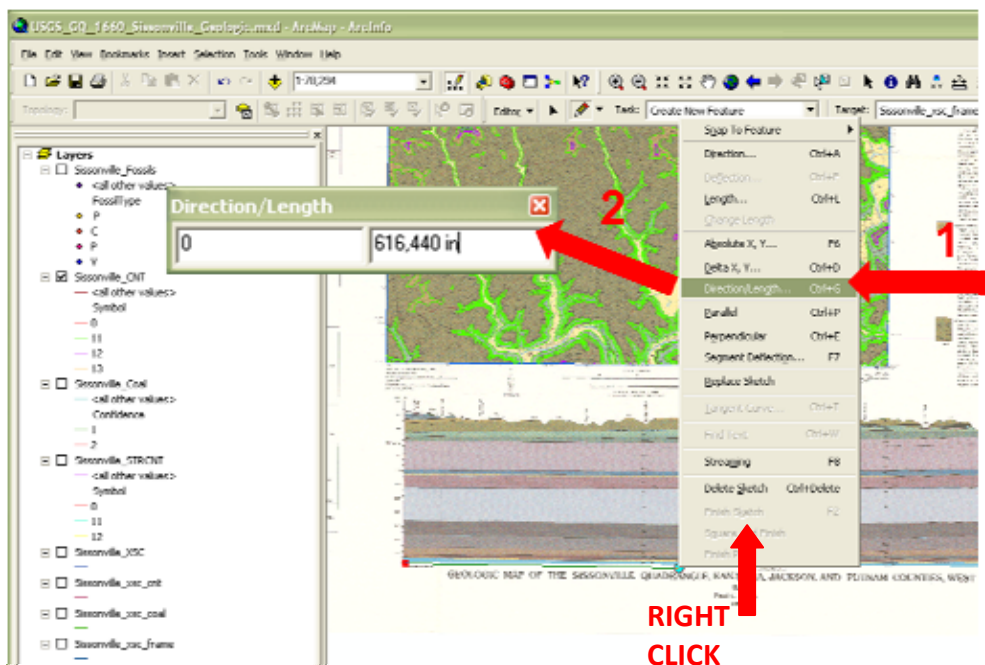 USGS_GQ_1660_Sissonville_Geologic.mxd - ArcMap - ArcInfo
File Edit View Bookmarks Insert Selection Tools Window Help
1:70,294
Topology:
Editor
Task: Create New Feature
Target: Sissonville_xsc_frame
Layers
Sissonville_Fossils
<all other values>
FossilType
P
C
P
V
Sissonville_CNT
<all other values>
Symbol
0
11
12
13
Sissonville_Coal
<all other values>
Confidence
1
2
Sissonville_STRCNT
<all other values>
Symbol
0
11
12
Sissonville_XSC
Sissonville_xsc_cnt
Sissonville_xsc_coal
Sissonville_xsc_frame
Direction/Length
0 616,440 in
2
1
Snap To Feature
Direction... Ctrl+A
Deflection... Ctrl+F
Length... Ctrl+L
Change Length
Absolute X, Y... F6
Delta X, Y... Ctrl+D
Direction/Length... Ctrl+G
Parallel Ctrl+P
Perpendicular Ctrl+E
Segment Deflection... F7
Replace Sketch
Tangent Curve... Ctrl+T
Find Text Ctrl+W
Streaming F8
Delete Sketch Ctrl+Delete
Finish Sketch F2
Square Finish
Finish
GEOLOGIC MAP OF THE SISSONVILLE QUADRANGLE, JACKSON, AND PUTNAM COUNTIES, WEST
RIGHT
CLICK